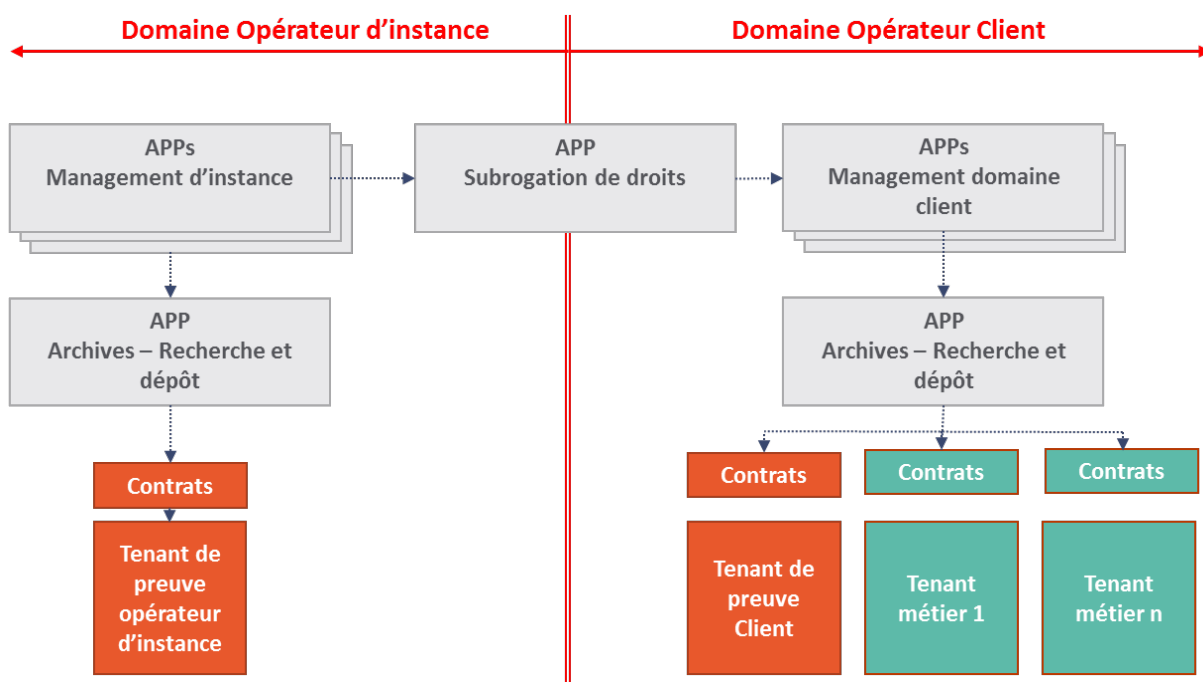 Domaine Opérateur d’instance
Domaine Opérateur Client
APPs
Management d’instance
APP
Subrogation de droits
APPs
Management domaine
client
APP
Archives – Recherche et
dépôt
APP
Archives – Recherche et
dépôt
Contrats
Contrats
Contrats
Contrats
Tenant de
preuve
opérateur
d’instance
Tenant de
preuve
Client
Tenant
métier 1
Tenant
métier n